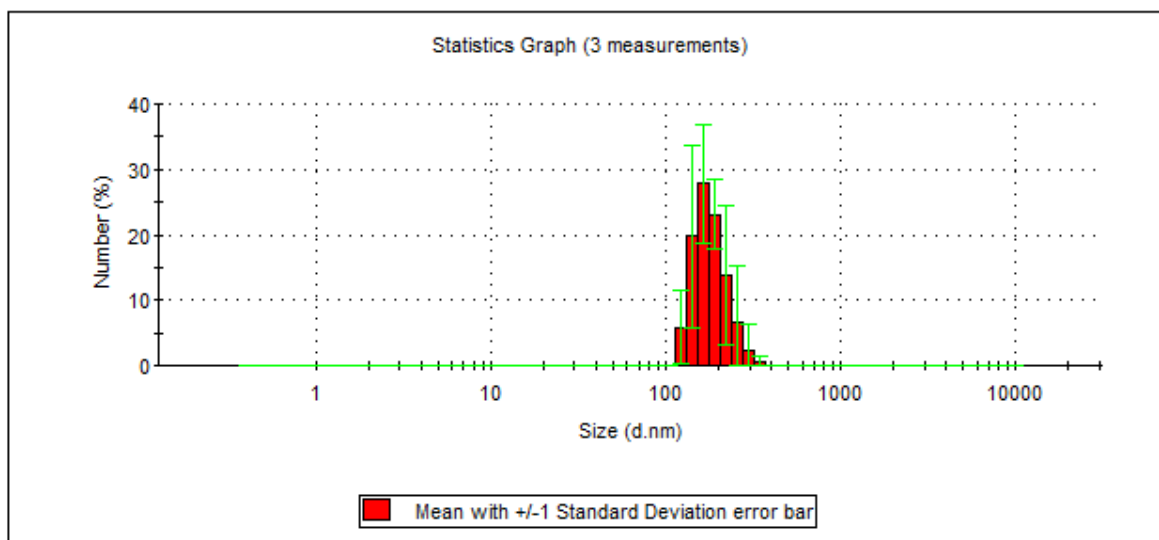 Statistics Graph (3 measurements)
40
30
20
10
0
Number (%)
1 10 100 1000 10000
Size (d.nm)
Mean with +/-1 Standard Deviation error bar